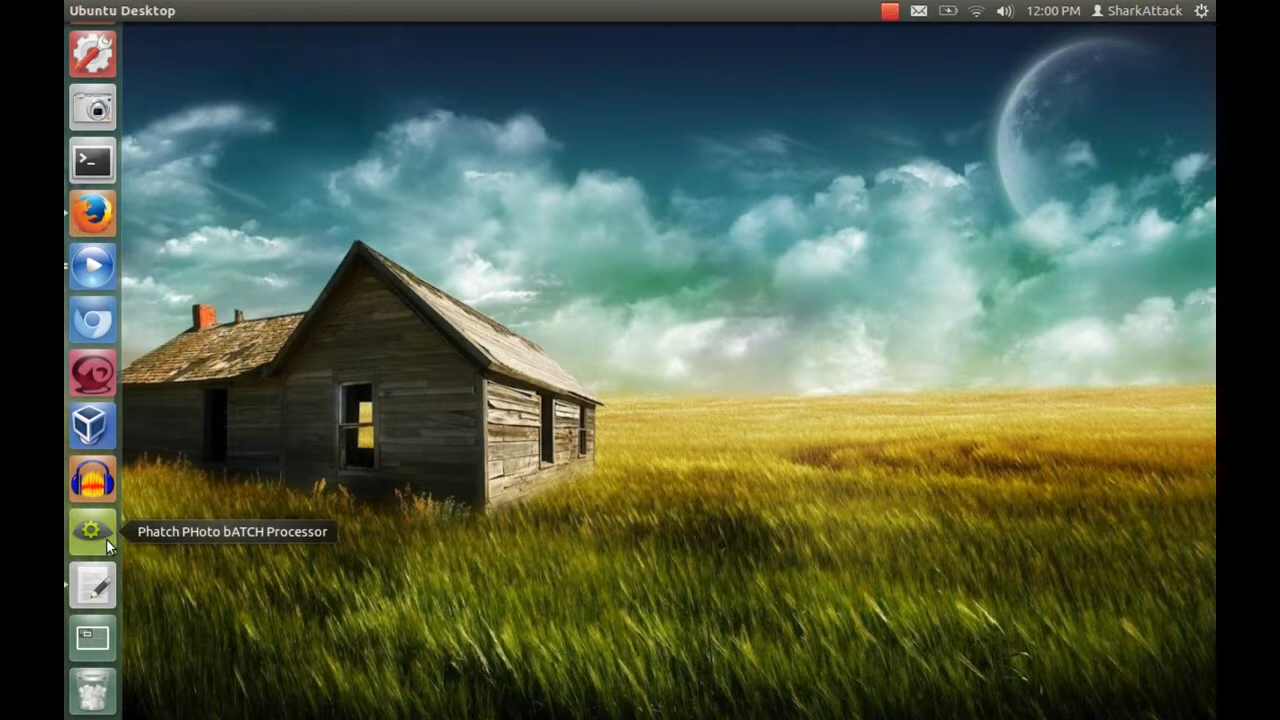 Ubuntu Desktop
12:00 PM
SharkAttack
>_
Phatch PHoto bATCH Processor